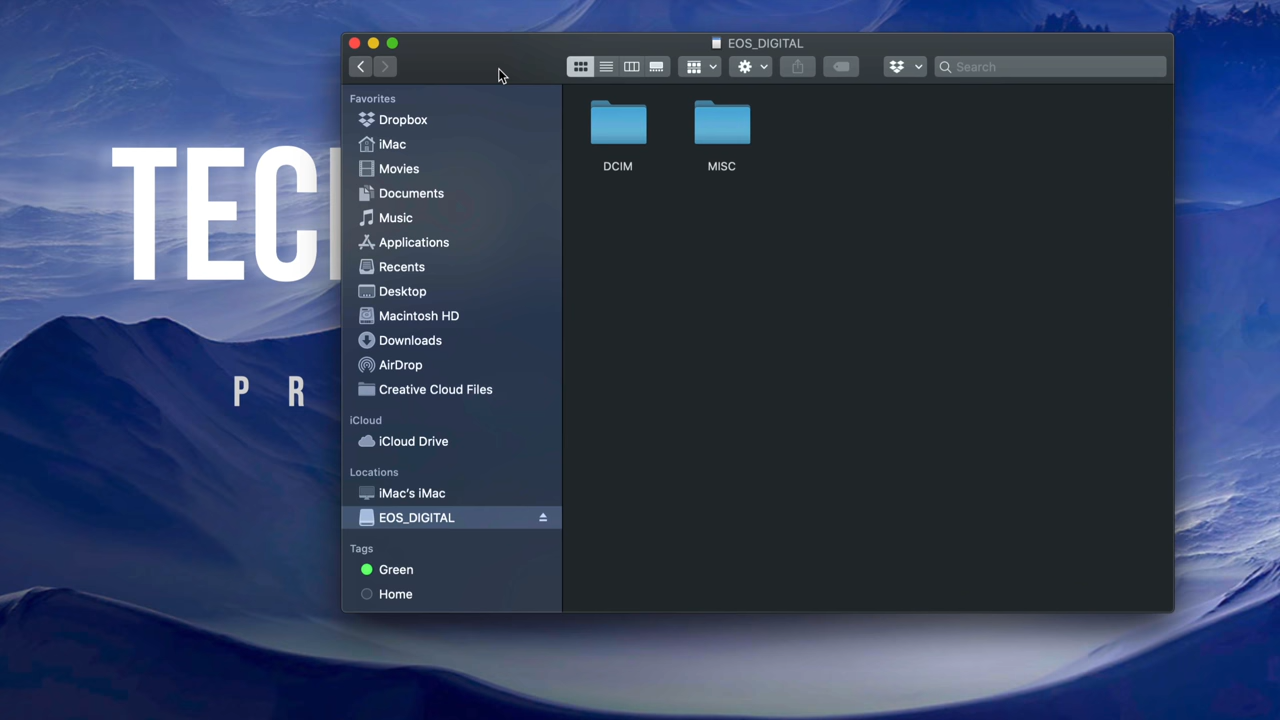 EOS_DIGITAL
Search
Favorites
Dropbox
iMac
Movies
Documents
Music
Applications
Recents
Desktop
Macintosh HD
Downloads
AirDrop
Creative Cloud Files
iCloud
iCloud Drive
Locations
iMac's iMac
EOS_DIGITAL
Tags
Green
Home
DCIM
MISC
TEC
P R